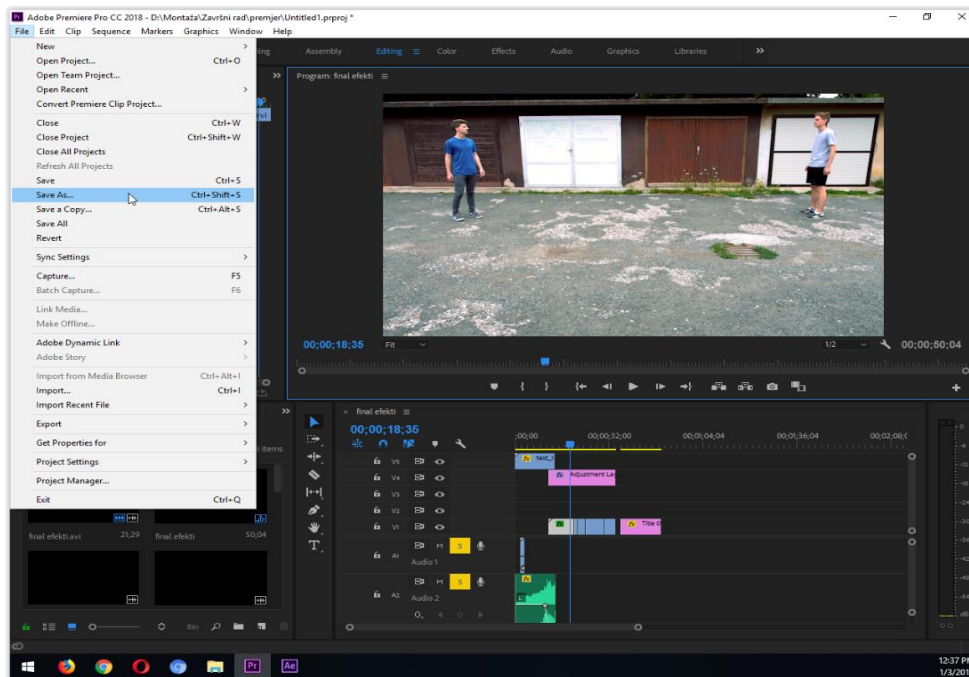 Adobe Premiere Pro CC 2018 - D:\Montaža\Završni rad\premjer\Untitled1.prproj *
File Edit Clip Sequence Markers Graphics Window Help
Assembly Editing Color Effects Audio Graphics Libraries
New
Open Project... Ctrl+O
Open Team Project...
Open Recent
Convert Premiere Clip Project...
Close Ctrl+W
Close Project Ctrl+Shift+W
Close All Projects
Refresh All Projects
Save Ctrl+S
Save As... Ctrl+Shift+S
Save a Copy... Ctrl+Alt+S
Save All
Revert
Sync Settings
Capture... F5
Batch Capture... F6
Link Media...
Make Offline...
Adobe Dynamic Link
Adobe Story
Import from Media Browser Ctrl+Alt+I
Import... Ctrl+I
Import Recent File
Export
Get Properties for
Project Settings
Project Manager...
Exit Ctrl+Q
final efekti.avi 21;29 final efekti 50;04
Program: final efekti
00;00;18;35 Fit 1/2 00;00;50;04
final efekti
00;00;18;35
;00;00 00;00;32;00 00;01;04;04 00;01;36;04 00;02;08;
V5
V4 Adjustment La
V3
V2
V1 fx Title
M S
A1 Audio 1
M S
A2 Audio 2
Pr Ae
12:37 P
1/3/201